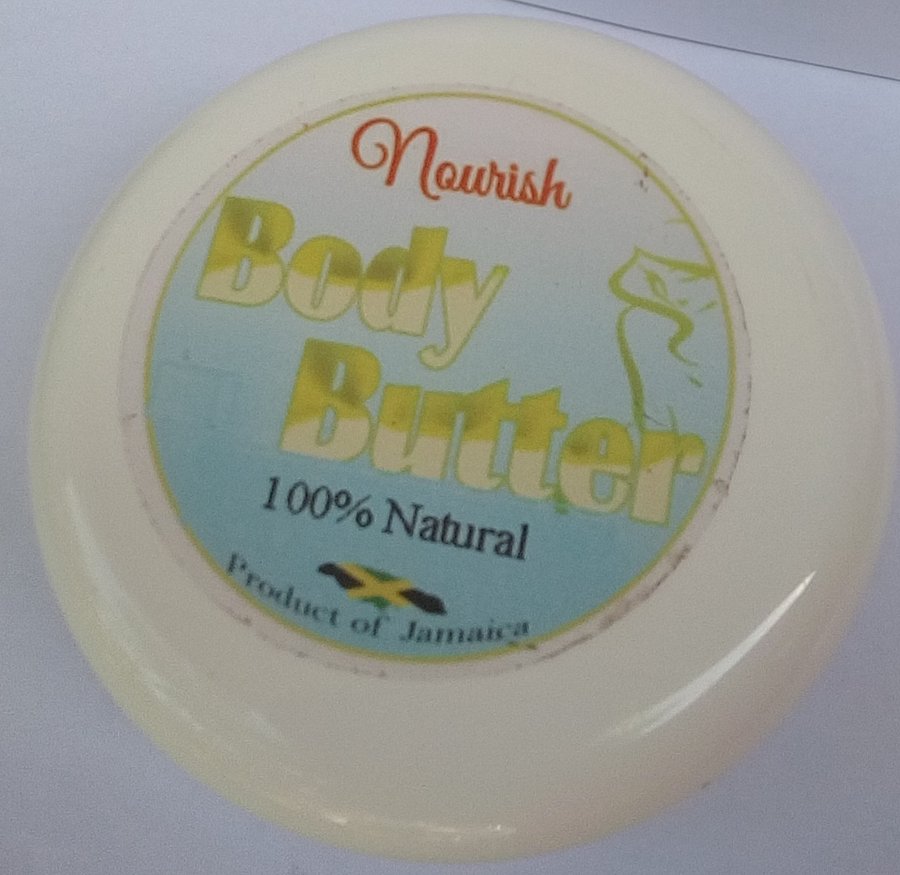 Nourish
Body
Butter
100% Natural
Product of Jamaica